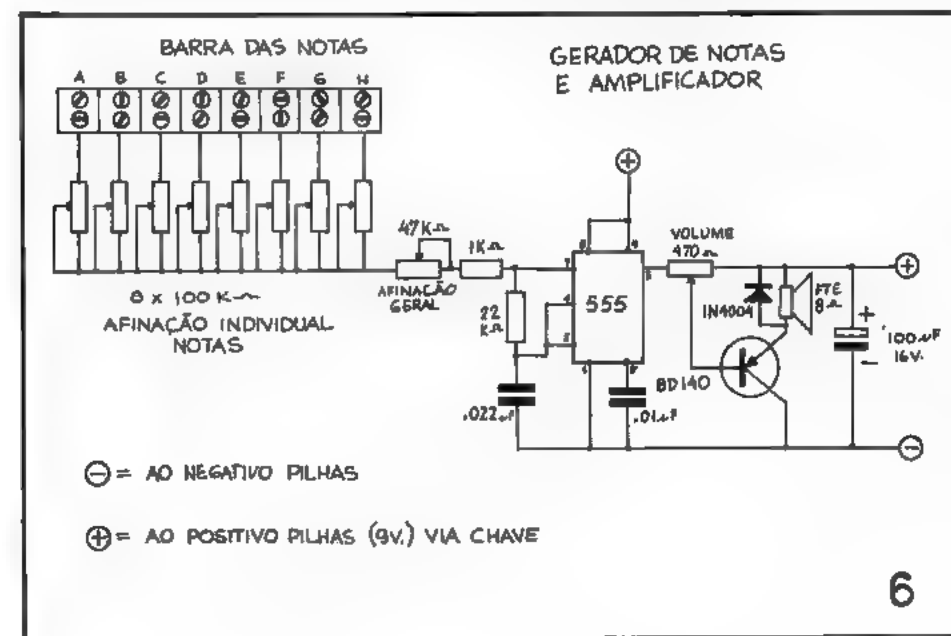 BARRA DAS NOTAS
A B C D E F G H
GERADOR DE NOTAS
E AMPLIFICADOR
8 x 100K Ω
AFINAÇÃO INDIVIDUAL
NOTAS
47KΩ
AFINAÇÃO
GERAL
1KΩ
22
KΩ
.022µF
555
.01µF
VOLUME
470Ω
1N4004
FTE
8Ω
BD140
+
100µF
16V.
⊖ = AO NEGATIVO PILHAS
⊕ = AO POSITIVO PILHAS (9V.) VIA CHAVE
6